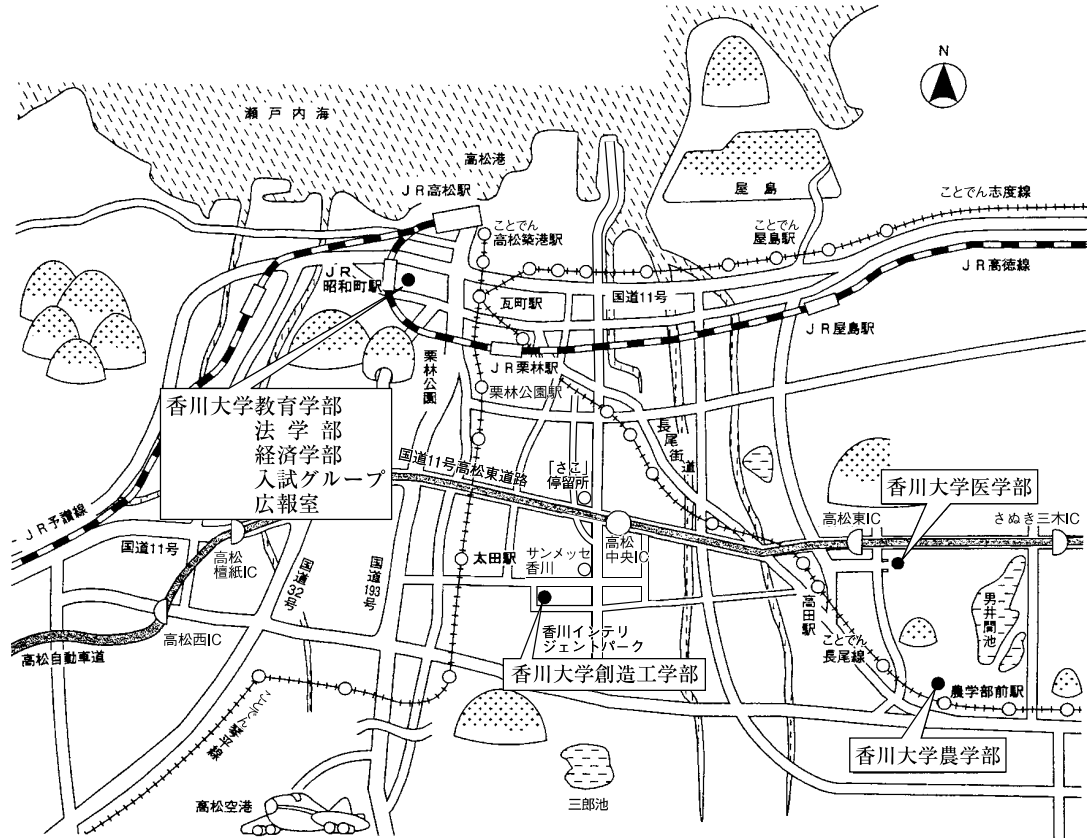 N
瀬戸内海
高松港
JR高松駅
屋島
ことでん志度線
ことでん
高松築港駅
ことでん
屋島駅
JR高徳線
JR
昭和町駅
瓦町駅
国道11号
JR屋島駅
JR栗林駅
栗林公園
栗林公園駅
香川大学教育学部
法学部
経済学部
入試グループ
広報室
長尾街道
国道11号高松東道路
「さこ」
停留所
香川大学医学部
JR予讃線
高松東IC
さぬき三木IC
国道11号
高松
檀紙IC
太田駅
サンメッセ
香川
高松
中央IC
国道32号
国道193号
高田駅
男井間池
高松西IC
香川インテリ
ジェントパーク
高松自動車道
ことでん
長尾線
香川大学創造工学部
農学部前駅
ことでん琴平線
香川大学農学部
高松空港
三郎池